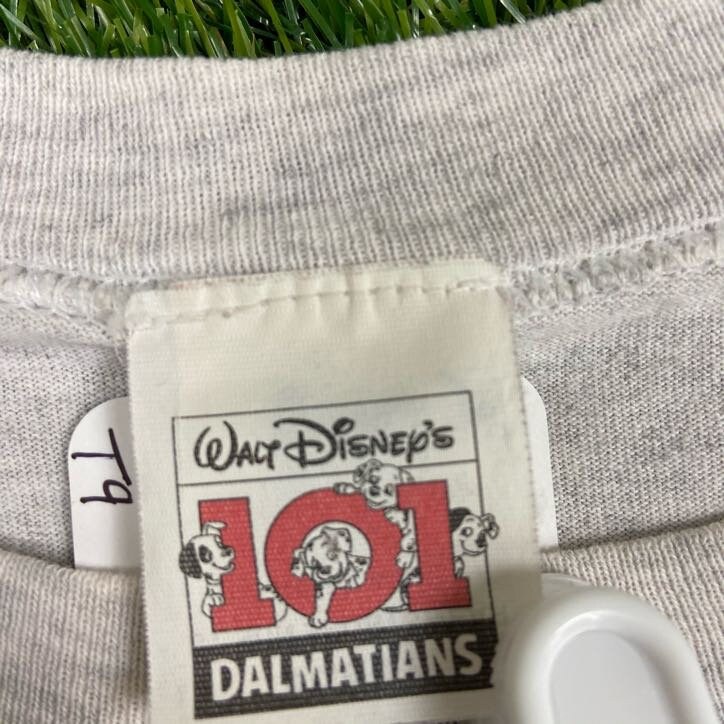 WALT DISNEY'S
101
DALMATIANS
T9